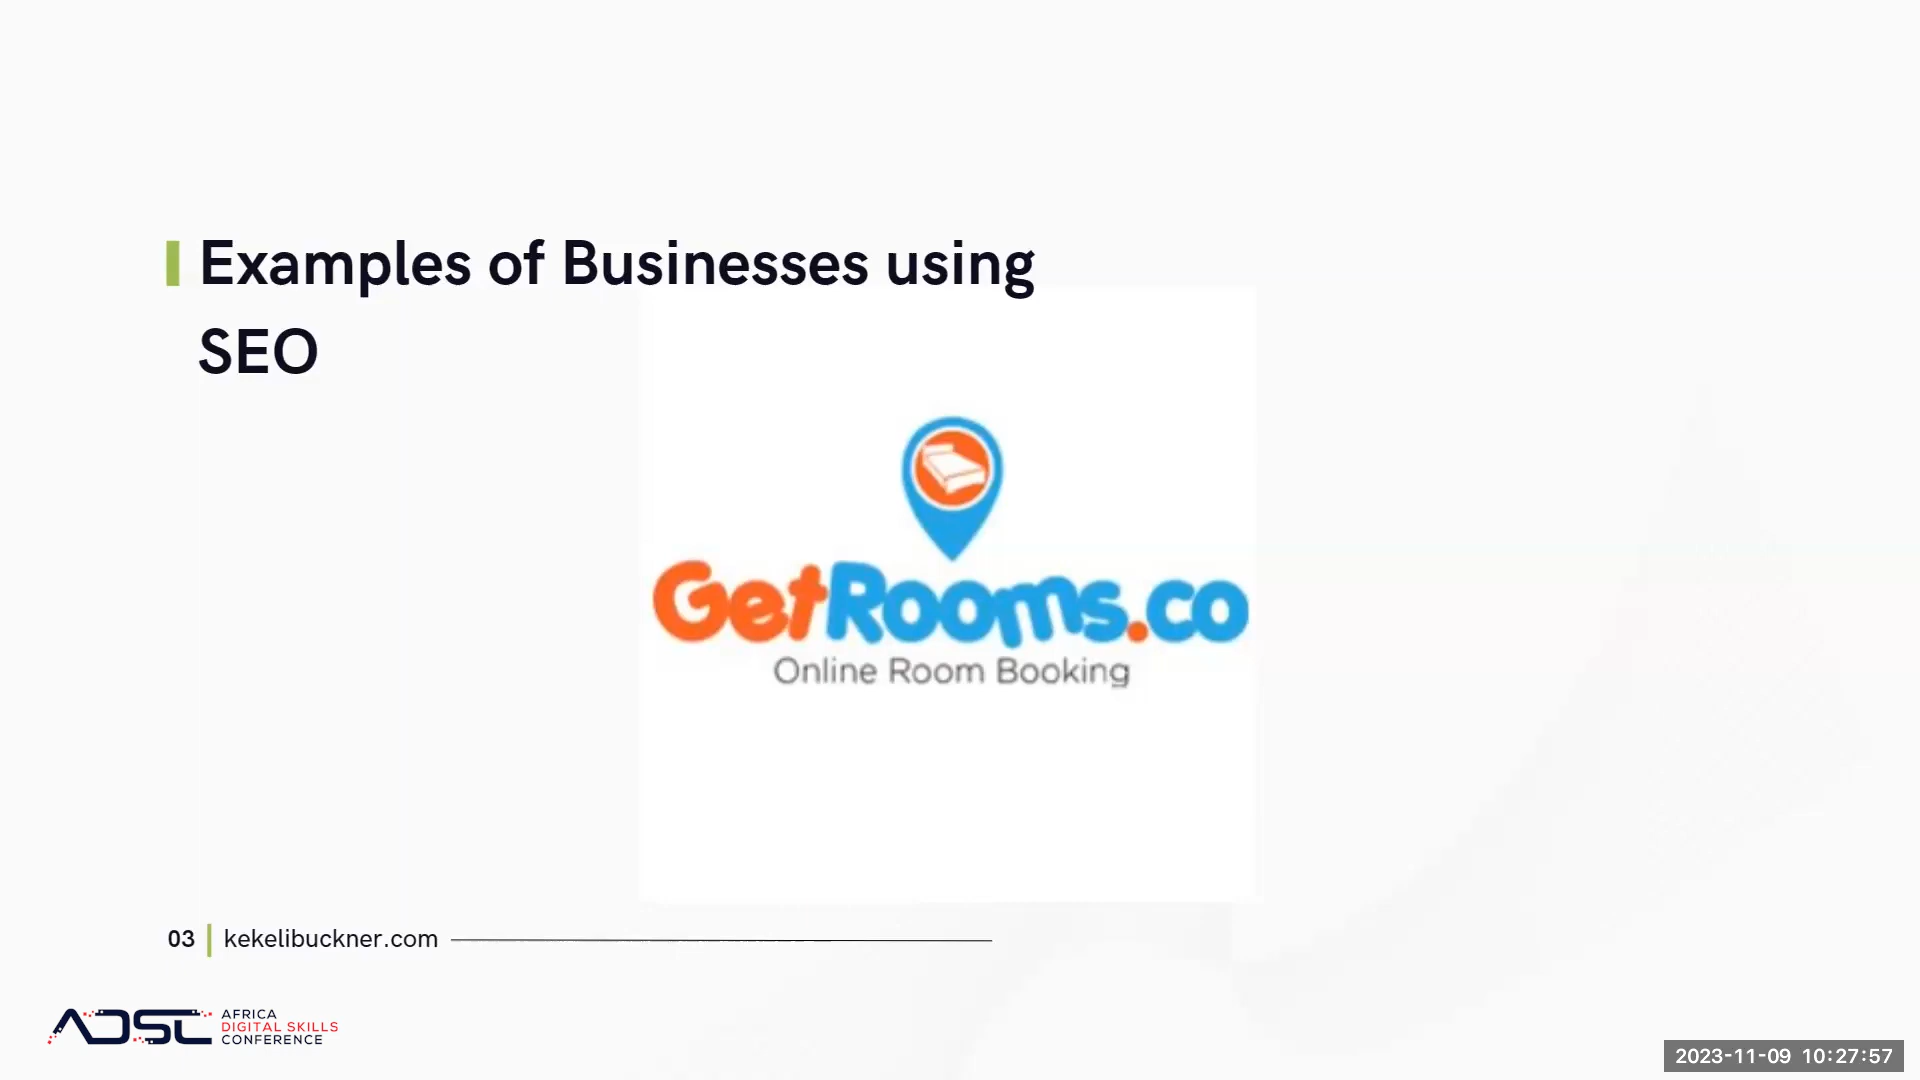 Examples of Businesses using
SEO
GetRooms.co
Online Room Booking
03 kekelibuckner.com
ADSC AFRICA
DIGITAL SKILLS
CONFERENCE
2023-11-09 10:27:57